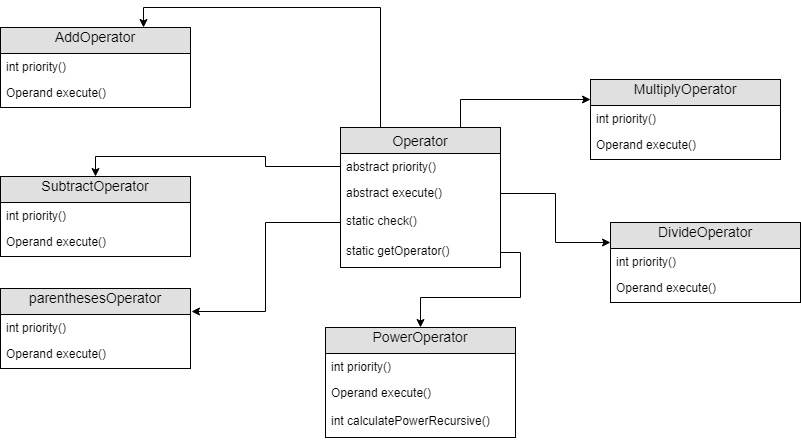 AddOperator
int priority()
Operand execute()
MultiplyOperator
int priority()
Operand execute()
Operator
abstract priority()
abstract execute()
static check()
static getOperator()
SubtractOperator
int priority()
Operand execute()
DivideOperator
int priority()
Operand execute()
parenthesesOperator
int priority()
Operand execute()
PowerOperator
int priority()
Operand execute()
int calculatePowerRecursive()